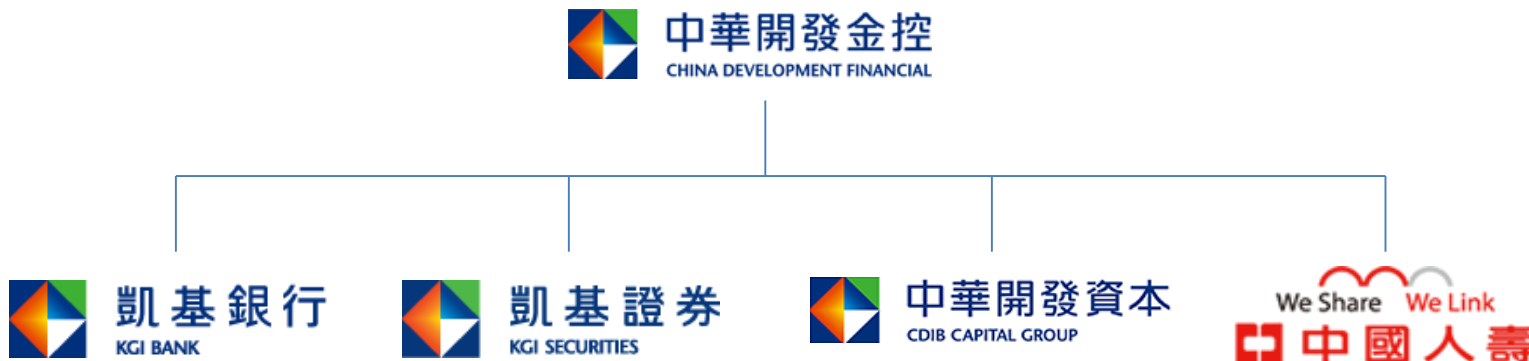 中華開發金控
CHINA DEVELOPMENT FINANCIAL
凱基銀行
KGI BANK
凱基證券
KGI SECURITIES
中華開發資本
CDIB CAPITAL GROUP
We Share We Link
中國人壽